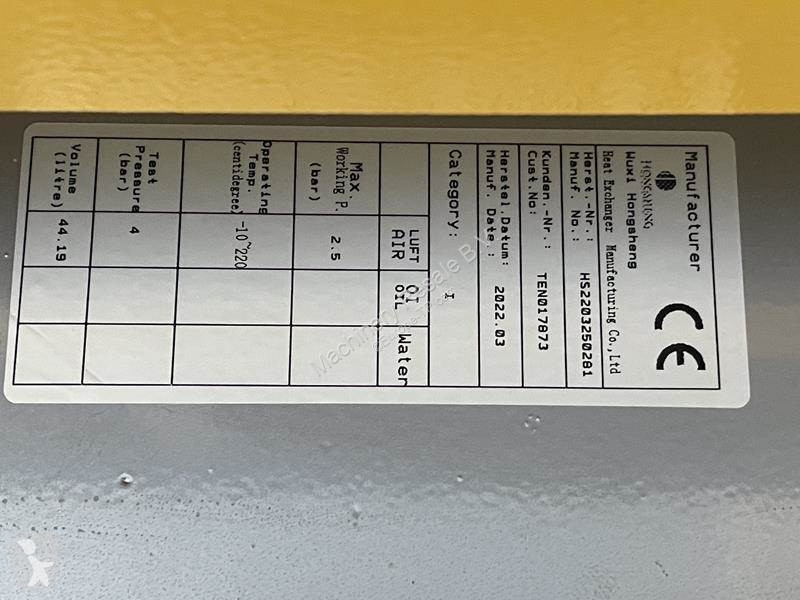 Manufacturer
CE
HONGSHENG
Wuxi Hongsheng
Heat Exchanger Manufacturing Co.,Ltd
Herst.-Nr.: HS2203250281
Manuf. No.:
Kunden.-Nr.: TEN017873
Cust.No:
Herstel.Datum: 2022.03
Manuf. Date.:
Category: I
LUFT OI Water
AIR OIL
Max. 2.5
Working P.
(bar)
Operating -10~220
Temp.
(centidegree)
Test 4
Pressure
(bar)
Volume 44.19
(litre)